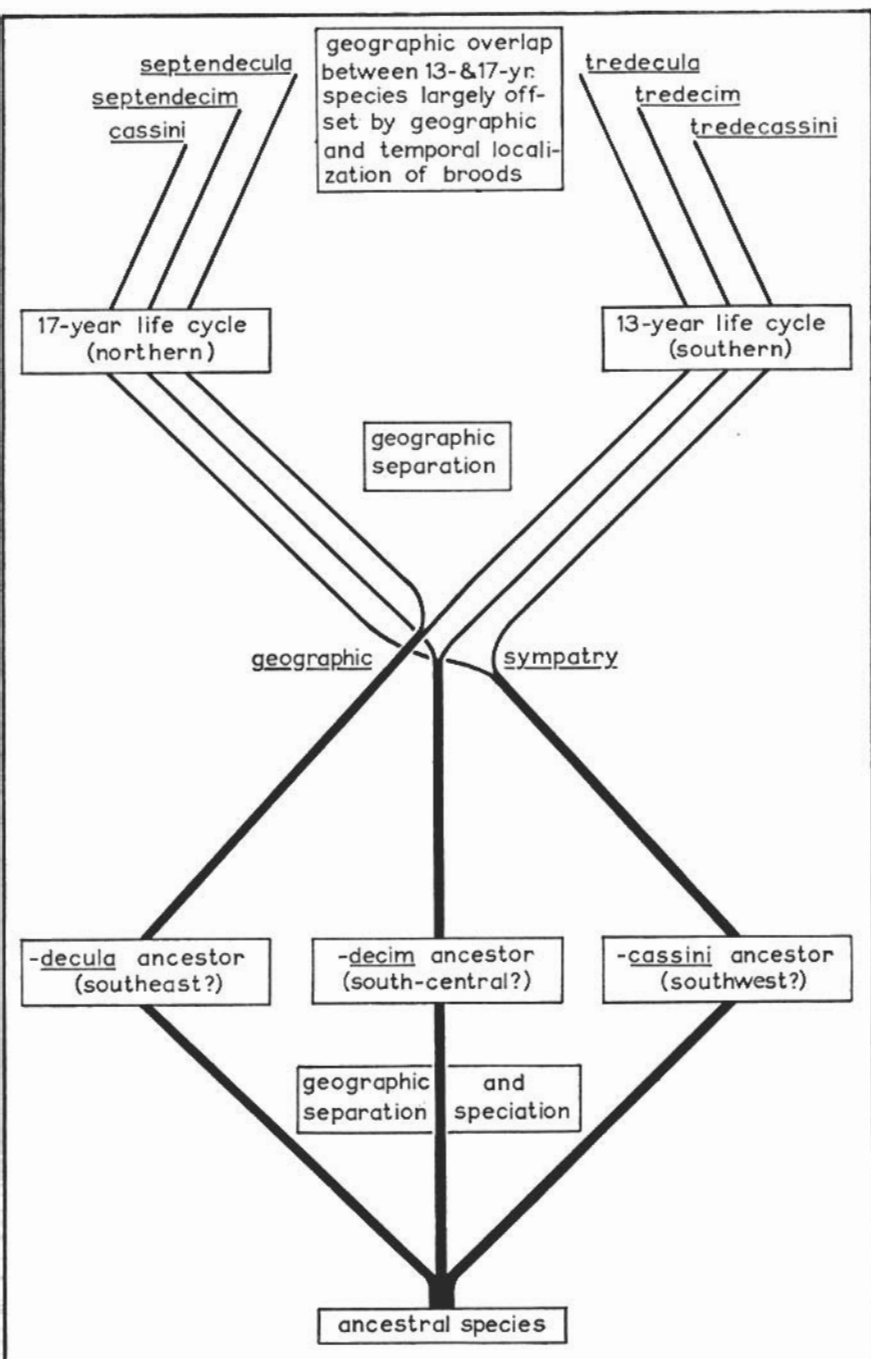 septendecula
septendecim
cassini
geographic overlap
between 13-&17-yr.
species largely off-
set by geographic
and temporal locali-
zation of broods
tredecula
tredecim
tredecassini
17-year life cycle
(northern)
13-year life cycle
(southern)
geographic
separation
geographic
sympatry
-decula ancestor
(southeast?)
-decim ancestor
(south-central?)
-cassini ancestor
(southwest?)
geographic and
separation speciation
ancestral species